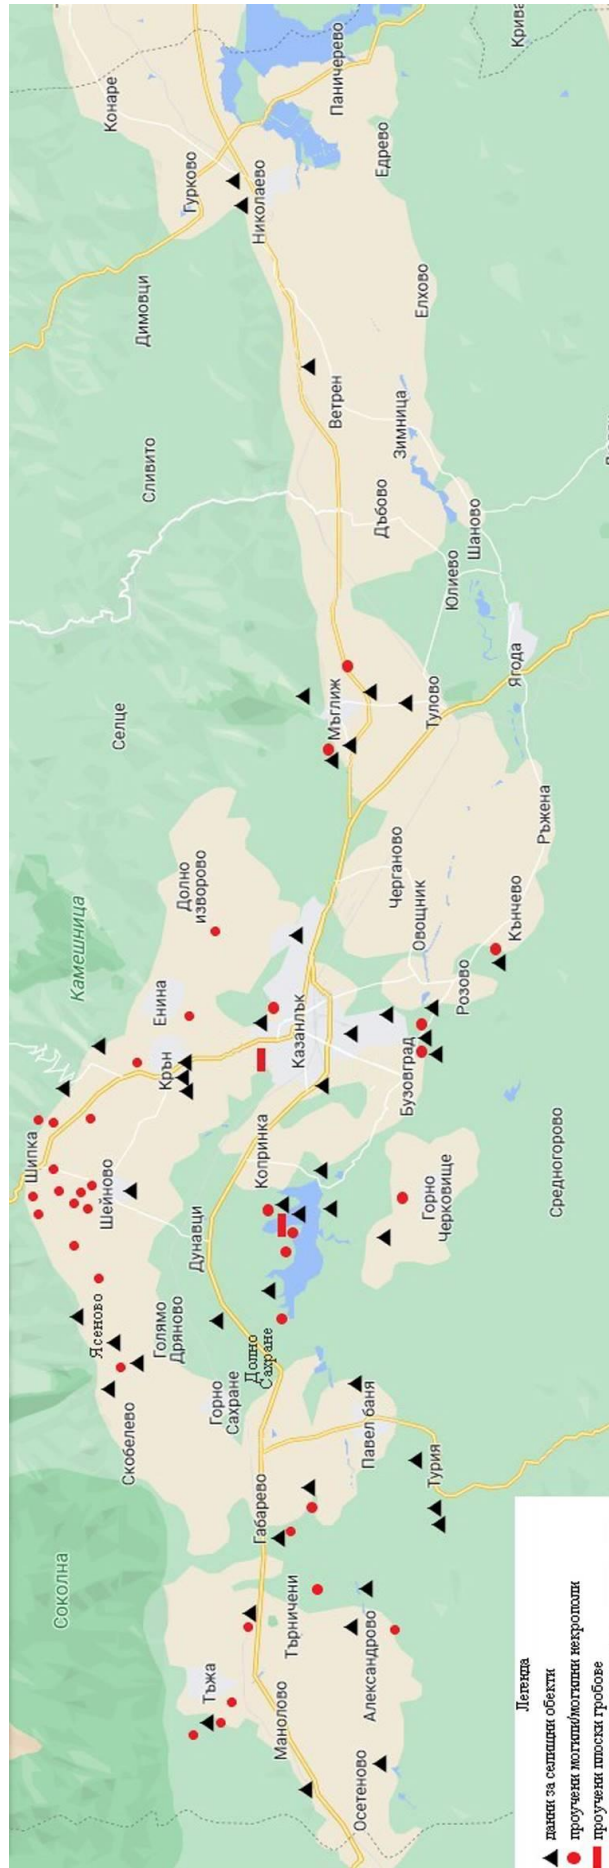 Соколна
Тъжа
Манолово
Осетеново
Александрово
Търничени
Габарево
Скобелево
Горно
Сахране
Павел баня
Турия
Ясеново
Голямо
Дряново
Долно
Сахране
Дунавци
Шипка
Шейново
Копринка
Горно
Черковище
Средногорово
Крън
Енина
Камешница
Казанлък
Бузовград
Розово
Долно
изворово
Овощник
Черганово
Кънчево
Ръжена
Селце
Мъглиж
Тулово
Ягода
Юлиево
Шаново
Дъбово
Зимница
Сливито
Ветрен
Елхово
Димовци
Гурково
Николаево
Конаре
Едрево
Паничерево
Крива
Легенда
данни за селищни обекти
проучени могили/могилни некрополи
проучени плоски гробове